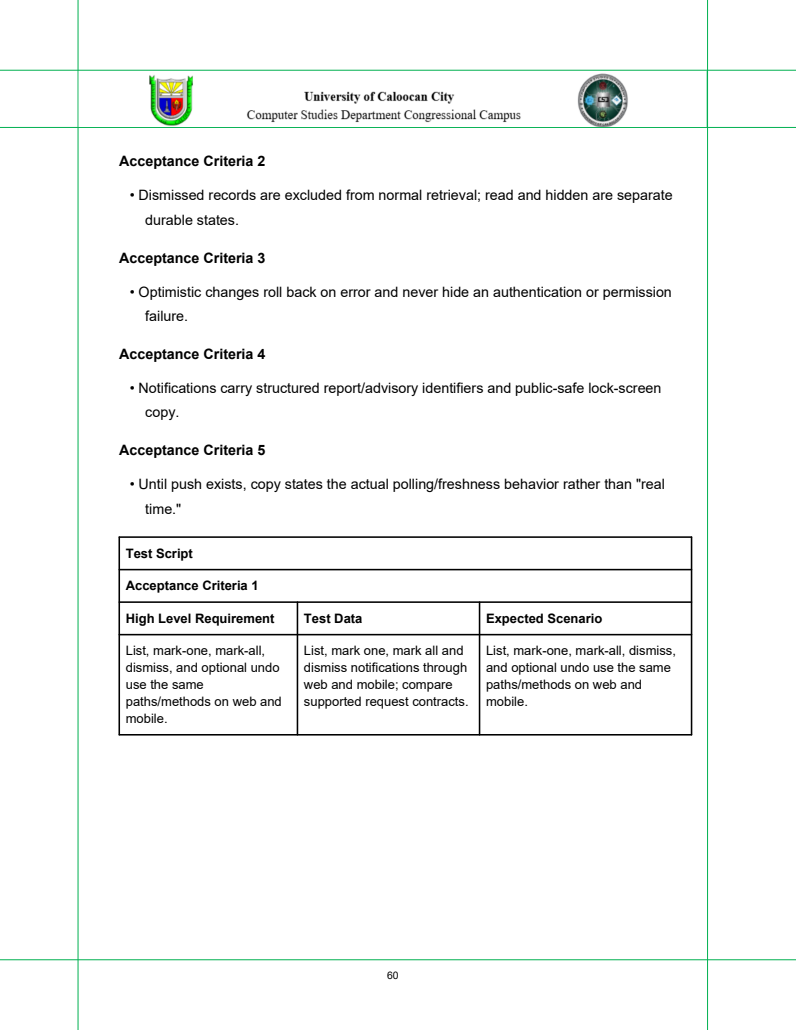 University of Caloocan City
Computer Studies Department Congressional Campus
Acceptance Criteria 2
• Dismissed records are excluded from normal retrieval; read and hidden are separate
durable states.
Acceptance Criteria 3
• Optimistic changes roll back on error and never hide an authentication or permission
failure.
Acceptance Criteria 4
• Notifications carry structured report/advisory identifiers and public-safe lock-screen
copy.
Acceptance Criteria 5
• Until push exists, copy states the actual polling/freshness behavior rather than "real
time."
Test Script
Acceptance Criteria 1
High Level Requirement
Test Data
Expected Scenario
List, mark-one, mark-all,
dismiss, and optional undo
use the same
paths/methods on web and
mobile.
List, mark one, mark all and
dismiss notifications through
web and mobile; compare
supported request contracts.
List, mark-one, mark-all, dismiss,
and optional undo use the same
paths/methods on web and
mobile.
60